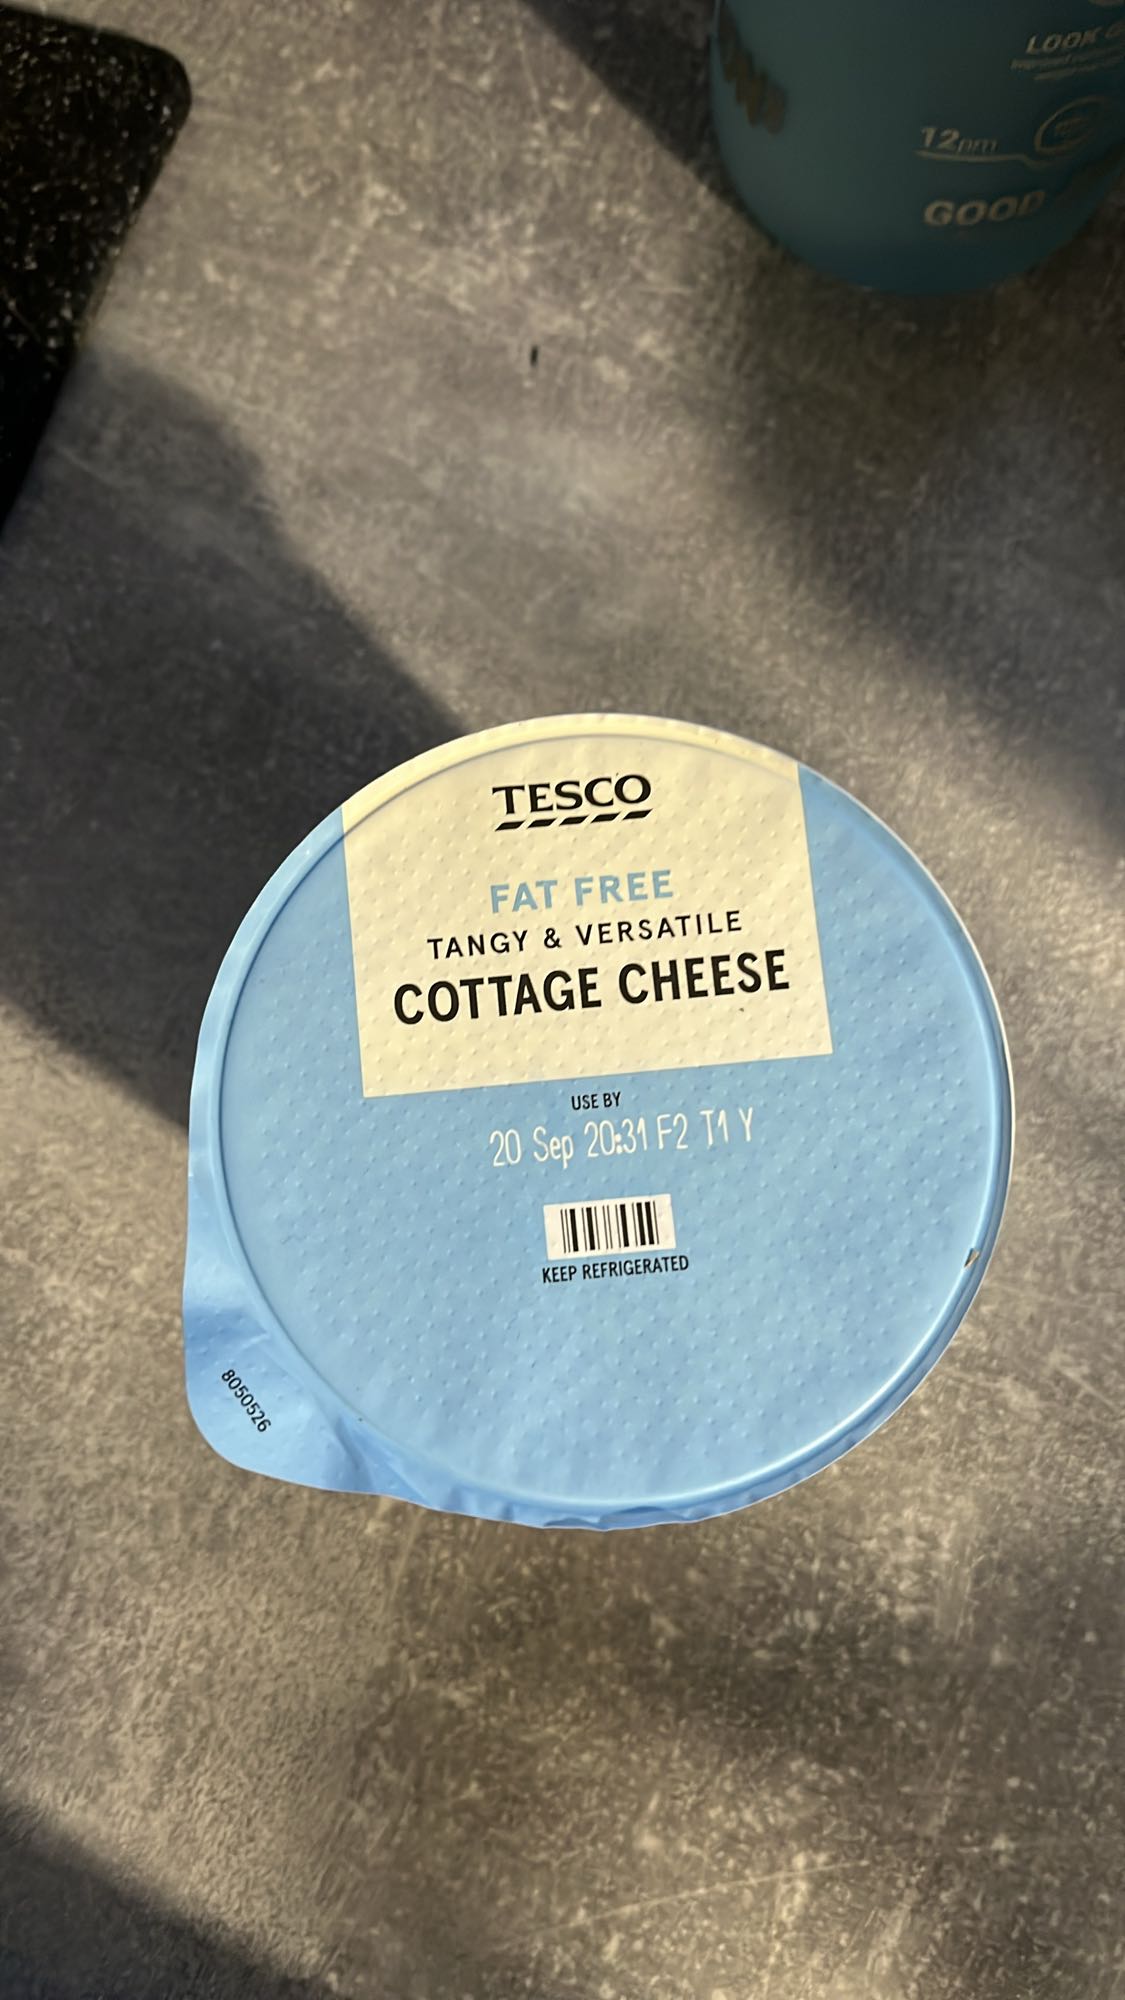 LOOK
12pm
GOOD
TESCO
FAT FREE
TANGY & VERSATILE
COTTAGE CHEESE
USE BY
20 Sep 20:31 F2 T1 Y
KEEP REFRIGERATED
8050526